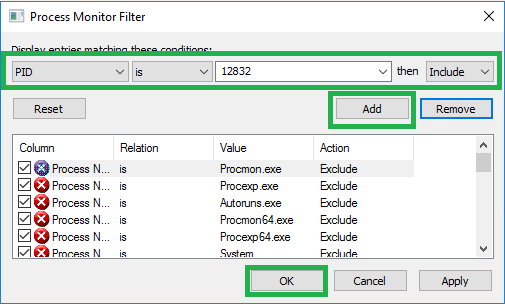 Process Monitor Filter
Display entries matching these conditions:
PID is 12832 then Include
Reset Add Remove
Column Relation Value Action
Process N... is Procmon.exe Exclude
Process N... is Procexp.exe Exclude
Process N... is Autoruns.exe Exclude
Process N... is Procmon64.exe Exclude
Process N... is Procexp64.exe Exclude
Process N... is System Exclude
OK Cancel Apply